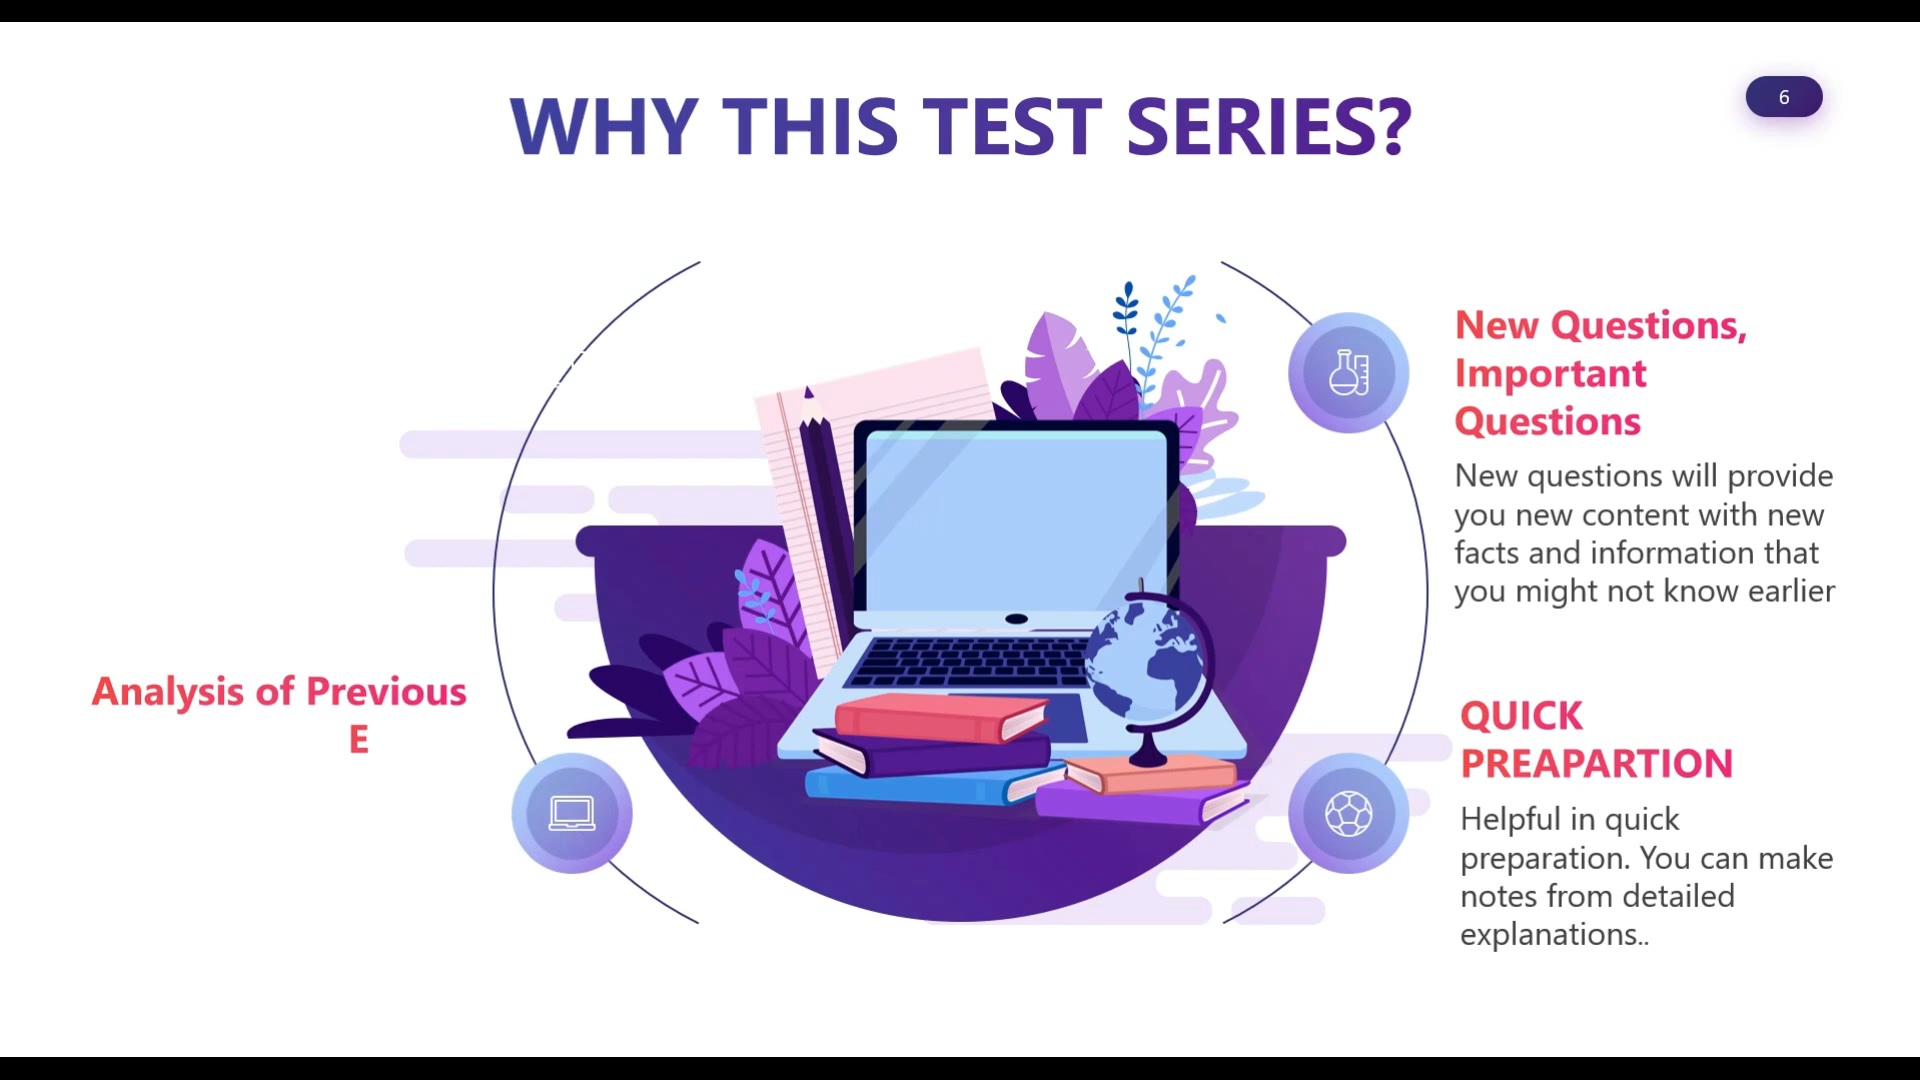 WHY THIS TEST SERIES?
6
New Questions,
Important
Questions
New questions will provide
you new content with new
facts and information that
you might not know earlier
Analysis of Previous
E
QUICK
PREAPARTION
Helpful in quick
preparation. You can make
notes from detailed
explanations..